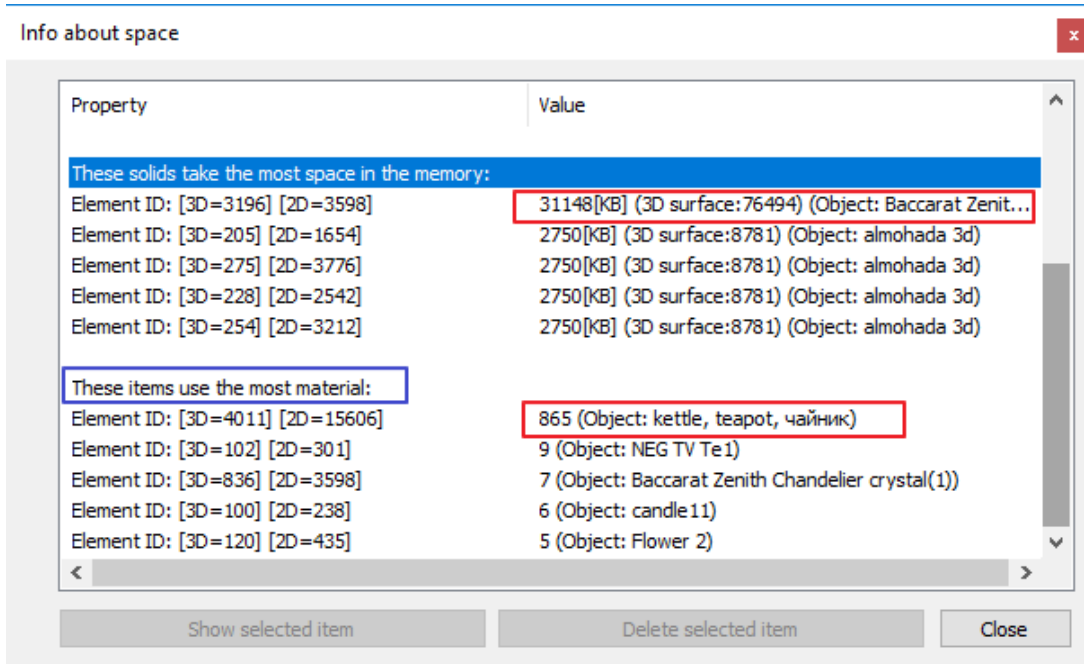 Info about space
x
Property Value
These solids take the most space in the memory:
Element ID: [3D=3196] [2D=3598] 31148[KB] (3D surface:76494) (Object: Baccarat Zenit...
Element ID: [3D=205] [2D=1654] 2750[KB] (3D surface:8781) (Object: almohada 3d)
Element ID: [3D=275] [2D=3776] 2750[KB] (3D surface:8781) (Object: almohada 3d)
Element ID: [3D=228] [2D=2542] 2750[KB] (3D surface:8781) (Object: almohada 3d)
Element ID: [3D=254] [2D=3212] 2750[KB] (3D surface:8781) (Object: almohada 3d)
These items use the most material:
Element ID: [3D=4011] [2D=15606] 865 (Object: kettle, teapot, чайник)
Element ID: [3D=102] [2D=301] 9 (Object: NEG TV Te1)
Element ID: [3D=836] [2D=3598] 7 (Object: Baccarat Zenith Chandelier crystal(1))
Element ID: [3D=100] [2D=238] 6 (Object: candle11)
Element ID: [3D=120] [2D=435] 5 (Object: Flower 2)
Show selected item Delete selected item Close